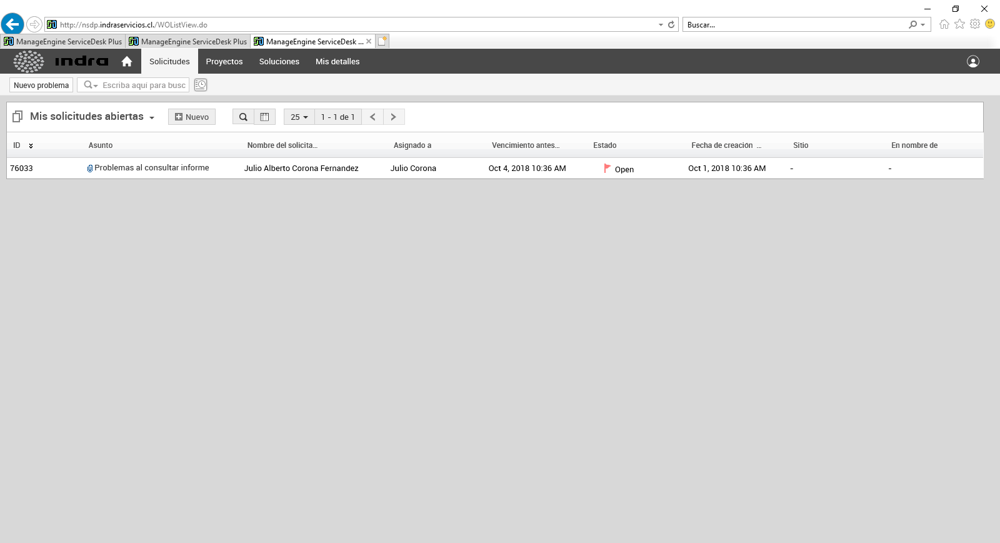 http://nsdp.indraservicios.cl./WOListView.do
Buscar...
ManageEngine ServiceDesk Plus
ManageEngine ServiceDesk Plus
ManageEngine ServiceDesk ...
indra
Solicitudes
Proyectos
Soluciones
Mis detalles
Nuevo problema
Escriba aquí para busc
Mis solicitudes abiertas
Nuevo
25
1 - 1 de 1
ID
Asunto
Nombre del solicita...
Asignado a
Vencimiento antes...
Estado
Fecha de creación ...
Sitio
En nombre de
76033
Problemas al consultar informe
Julio Alberto Corona Fernandez
Julio Corona
Oct 4, 2018 10:36 AM
Open
Oct 1, 2018 10:36 AM
-
-